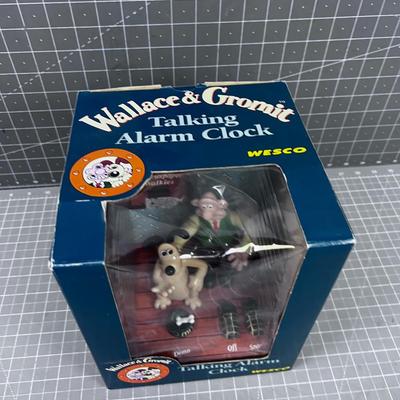 Wallace & Gromit
Talking
Alarm Clock
WESCO
Demo
Off
Wallace & Gromit
Talking Alarm
Clock WESCO